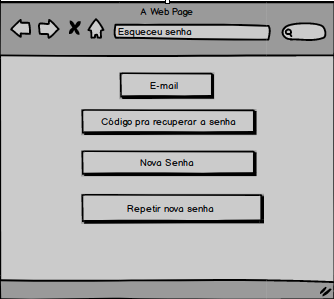 A Web Page
Esqueceu senha
E-mail
Código pra recuperar a senha
Nova Senha
Repetir nova senha